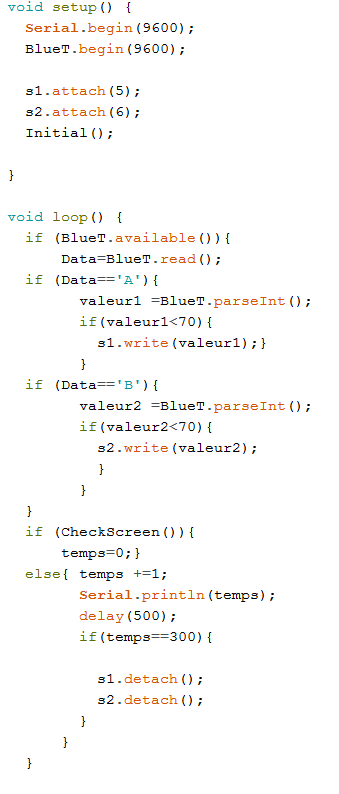 void setup() {
  Serial.begin(9600);
  BlueT.begin(9600);

  s1.attach(5);
  s2.attach(6);
  Initial();

}

void loop() {
  if (BlueT.available()){
      Data=BlueT.read();
  if (Data=='A'){
        valeur1 =BlueT.parseInt();
        if(valeur1<70){
          s1.write(valeur1);}
        }
  if (Data=='B'){
        valeur2 =BlueT.parseInt();
        if(valeur2<70){
          s2.write(valeur2);
          }
        }
  }
  if (CheckScreen()){
      temps=0;}
  else{ temps +=1;
        Serial.println(temps);
        delay(500);
        if(temps==300){

          s1.detach();
          s2.detach();
        }
      }
  }